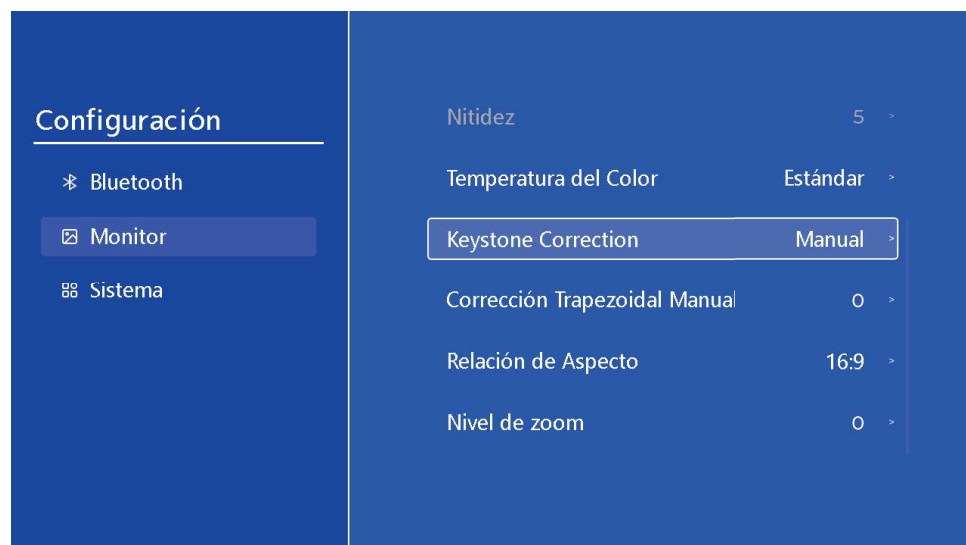 Configuración
Bluetooth
Monitor
Sistema
Nitidez 5 >
Temperatura del Color Estándar >
Keystone Correction Manual >
Corrección Trapezoidal Manual 0 >
Relación de Aspecto 16:9 >
Nivel de zoom 0 >